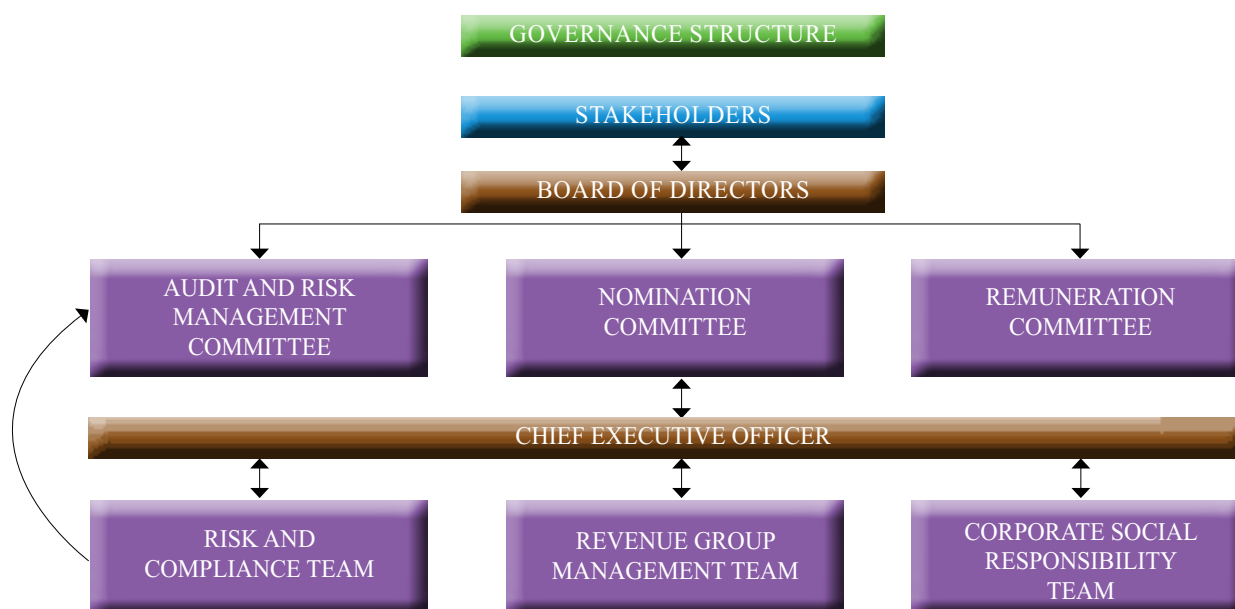 GOVERNANCE STRUCTURE
STAKEHOLDERS
BOARD OF DIRECTORS
AUDIT AND RISK
MANAGEMENT
COMMITTEE
NOMINATION
COMMITTEE
REMUNERATION
COMMITTEE
CHIEF EXECUTIVE OFFICER
RISK AND
COMPLIANCE TEAM
REVENUE GROUP
MANAGEMENT TEAM
CORPORATE SOCIAL
RESPONSIBILITY
TEAM